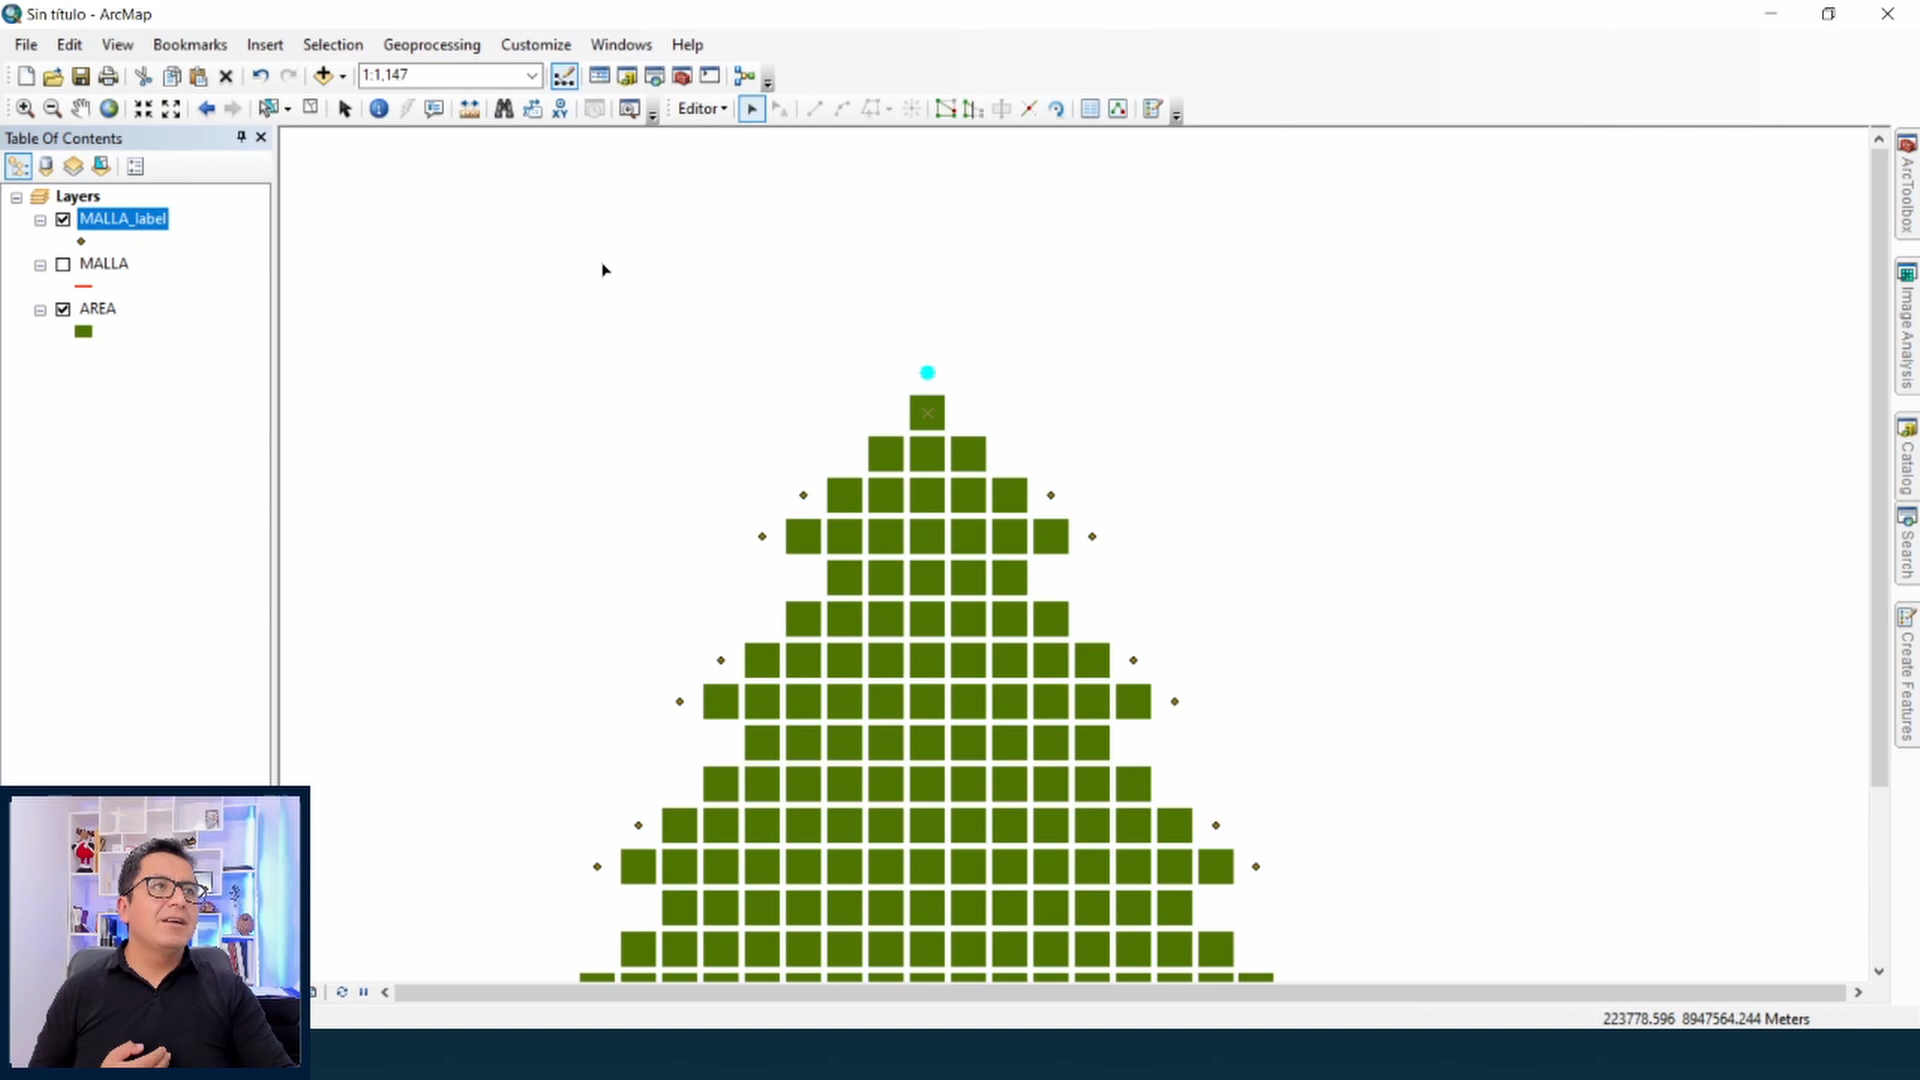 Sin título - ArcMap
File Edit View Bookmarks Insert Selection Geoprocessing Customize Windows Help
1:1,147
Editor
Table Of Contents
Layers
MALLA_label
MALLA
AREA
ArcToolbox
Image Analysis
Catalog
Search
Create Features
223778.596 8947564.244 Meters